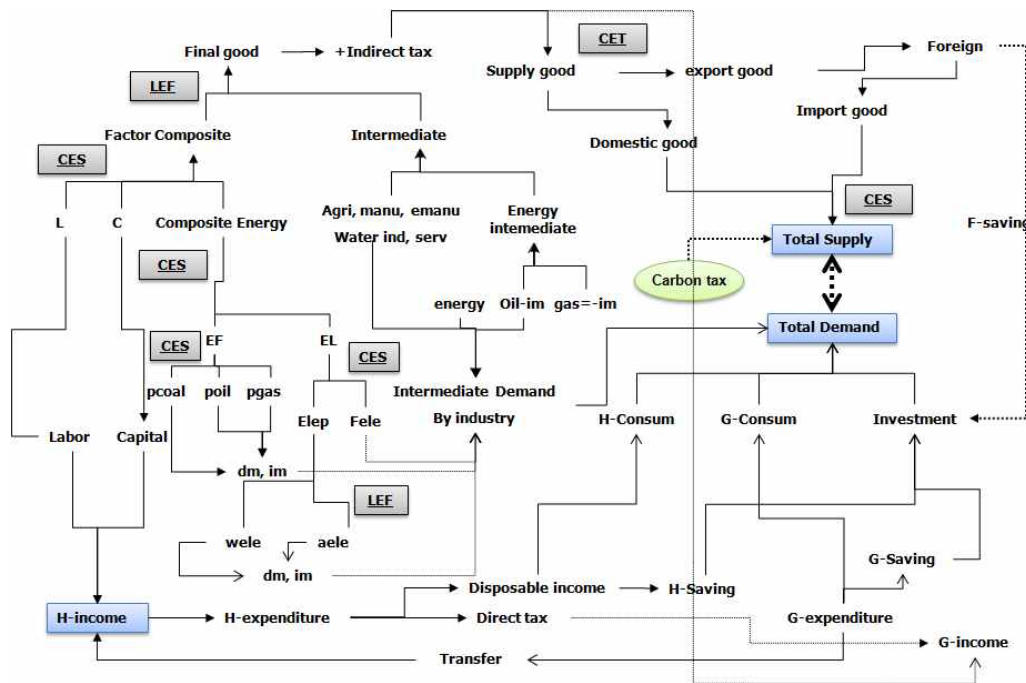 Final good
+Indirect tax
CET
Supply good
export good
Foreign
LEF
Import good
Factor Composite
Intermediate
Domestic good
CES
CES
L
C
Composite Energy
Agri, manu, emanu
Water ind, serv
Energy
intemediate
Total Supply
F-saving
CES
Carbon tax
energy
Oil-im
gas=-im
Total Demand
CES
EF
EL
CES
pcoal
poil
pgas
Intermediate Demand
By industry
Elep
Fele
H-Consum
G-Consum
Investment
Labor
Capital
dm, im
LEF
wele
aele
dm, im
G-Saving
Disposable income
H-Saving
H-income
H-expenditure
Direct tax
G-expenditure
G-income
Transfer